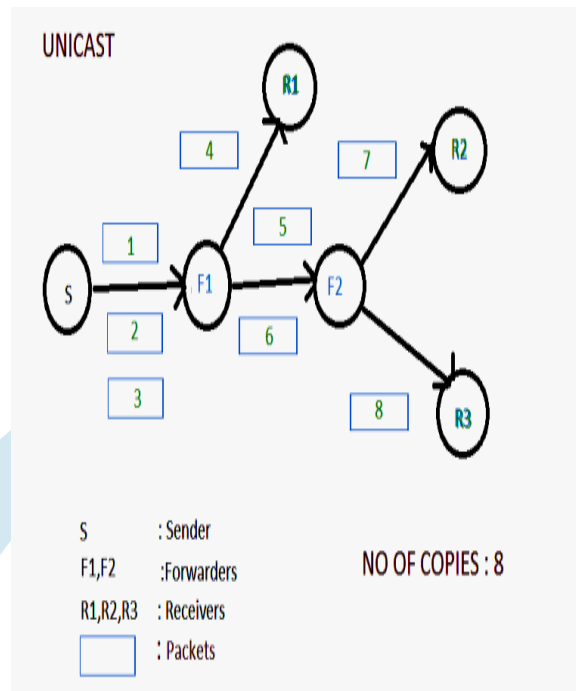 UNICAST
R1
4
7
R2
5
1
S
F1
F2
2
6
3
8
R3
S : Sender
F1,F2 :Forwarders
NO OF COPIES : 8
R1,R2,R3 : Receivers
: Packets